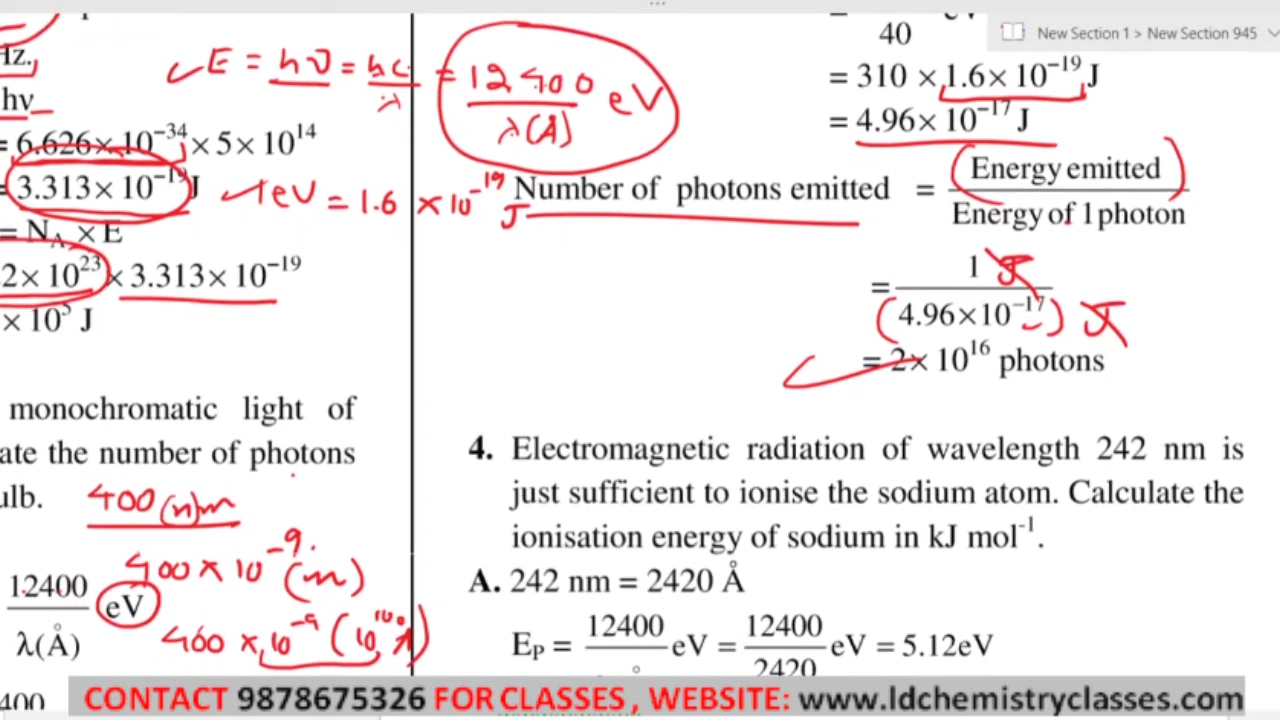 Hz.
hν
= 6.626×10⁻³⁴ × 5×10¹⁴
= 3.313×10⁻¹⁹ J
= N_A × E
2×10²³ × 3.313×10⁻¹⁹
×10⁵ J
monochromatic light of
ate the number of photons
ulb.
400 (n)m
400×10⁻⁹ (m)
12400
eV
λ(Å)
400×10⁻⁹ (10¹⁰ Å)
400
E = hν = hc/λ = 12400/λ(Å) eV
1eV = 1.6×10⁻¹⁹ J
New Section 1 > New Section 945
= eV
40
= 310 × 1.6×10⁻¹⁹ J
= 4.96×10⁻¹⁷ J
Number of photons emitted = Energy emitted / Energy of 1 photon
= 1 J / (4.96×10⁻¹⁷) J
= 2×10¹⁶ photons
4. Electromagnetic radiation of wavelength 242 nm is
just sufficient to ionise the sodium atom. Calculate the
ionisation energy of sodium in kJ mol⁻¹.
A. 242 nm = 2420 Å
E_P = 12400 eV = 12400/2420 eV = 5.12eV
CONTACT 9878675326 FOR CLASSES , WEBSITE: www.ldchemistryclasses.com